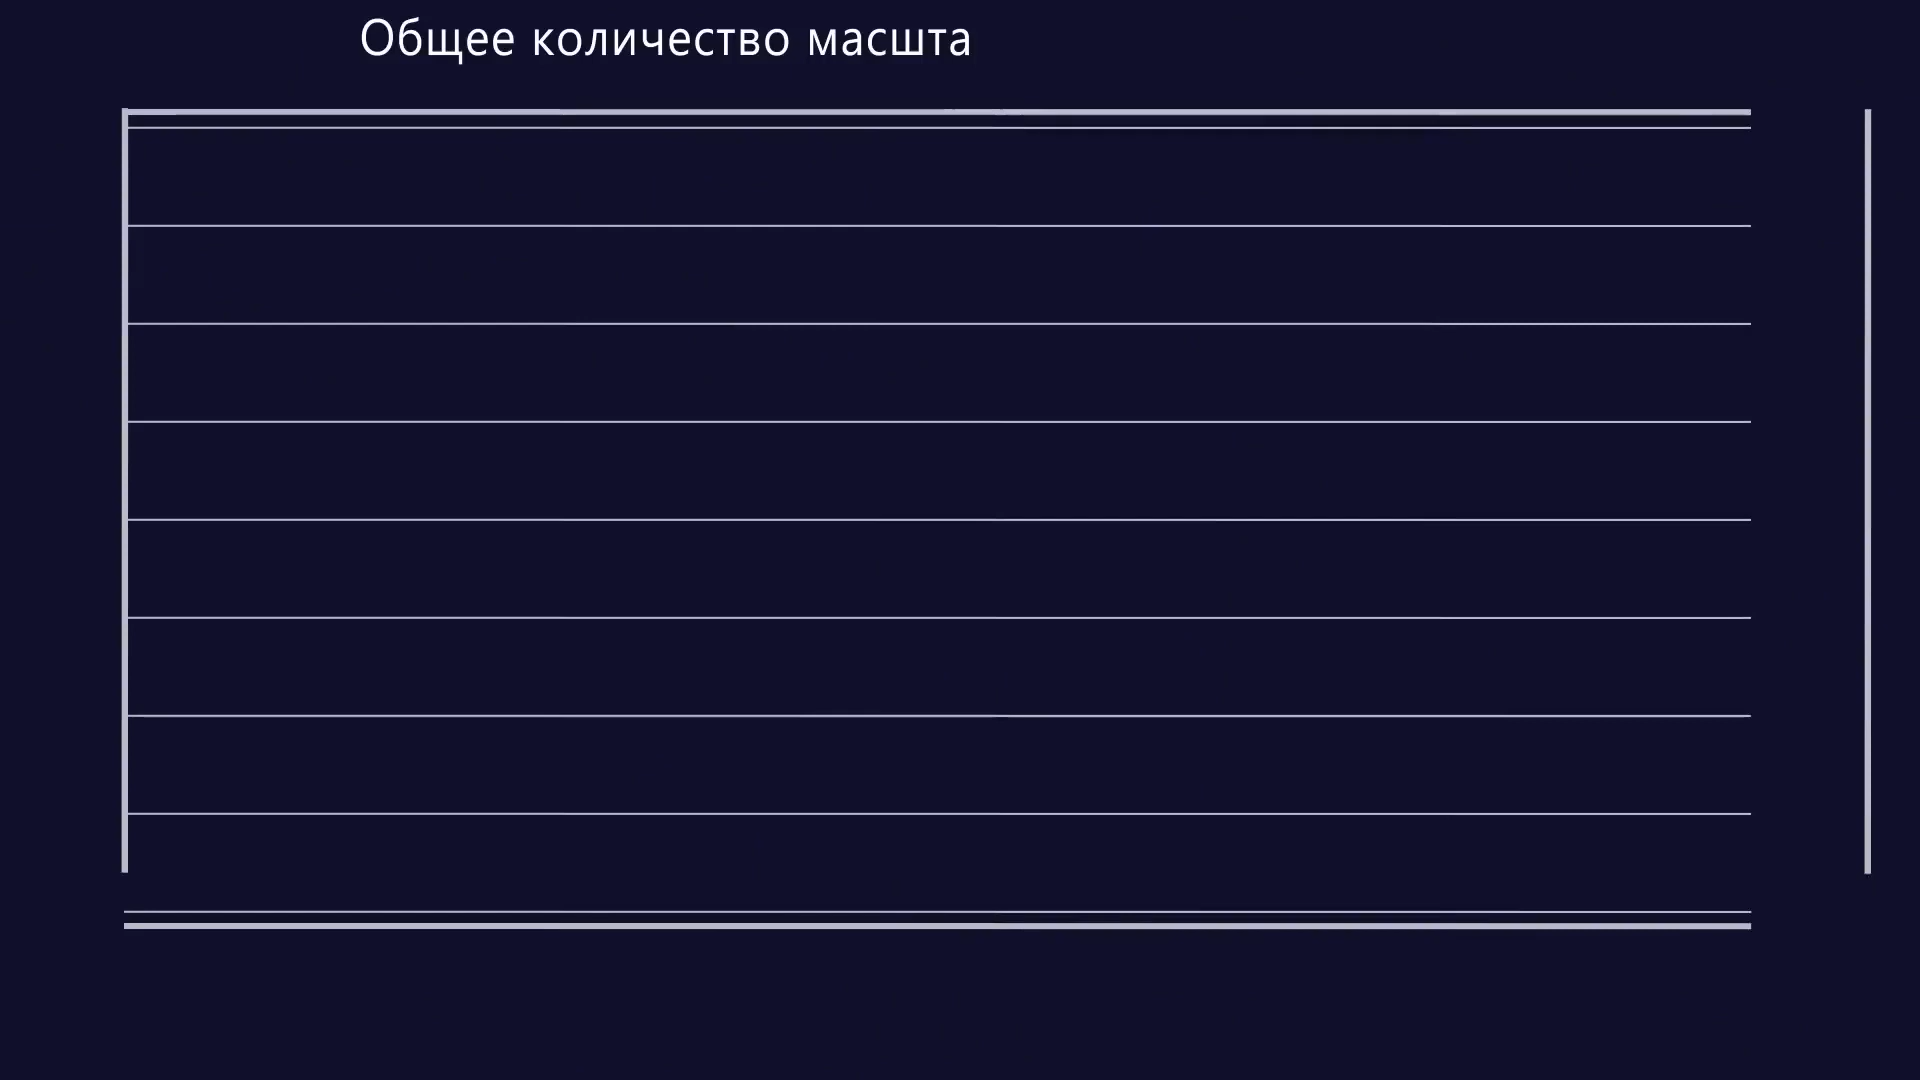 Общее количество масшта